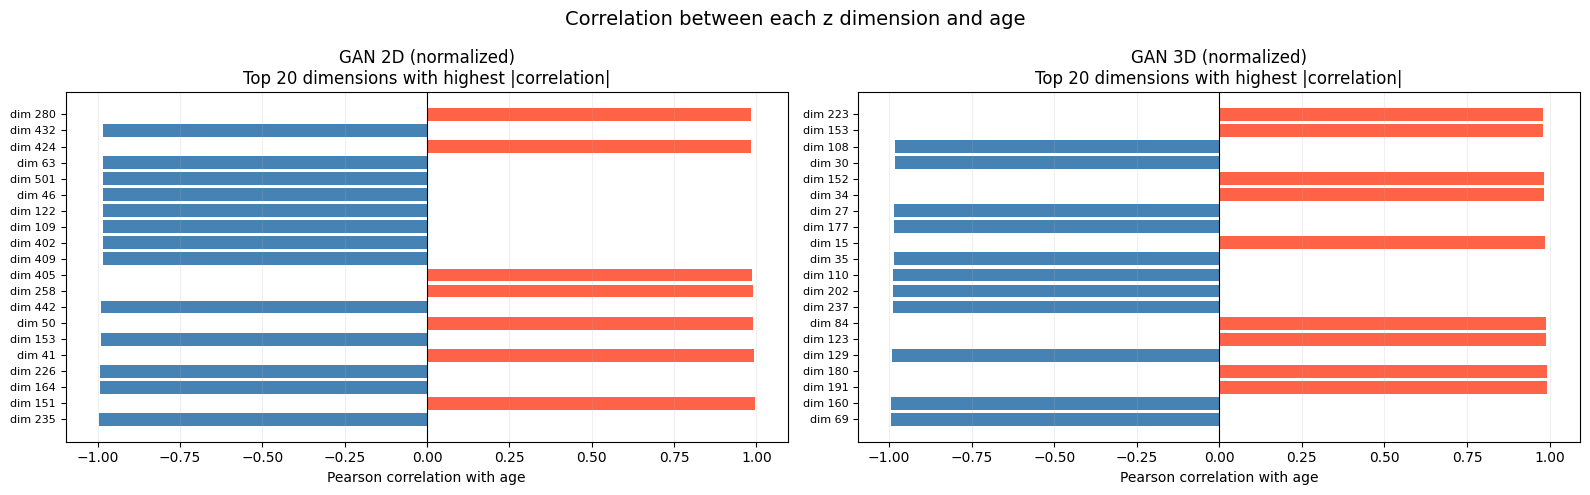 Correlation between each z dimension and age
GAN 2D (normalized)
Top 20 dimensions with highest |correlation|
dim 280
dim 432
dim 424
dim 63
dim 501
dim 46
dim 122
dim 109
dim 402
dim 409
dim 405
dim 258
dim 442
dim 50
dim 153
dim 41
dim 226
dim 164
dim 151
dim 235
−1.00 −0.75 −0.50 −0.25 0.00 0.25 0.50 0.75 1.00
Pearson correlation with age
GAN 3D (normalized)
Top 20 dimensions with highest |correlation|
dim 223
dim 153
dim 108
dim 30
dim 152
dim 34
dim 27
dim 177
dim 15
dim 35
dim 110
dim 202
dim 237
dim 84
dim 123
dim 129
dim 180
dim 191
dim 160
dim 69
−1.00 −0.75 −0.50 −0.25 0.00 0.25 0.50 0.75 1.00
Pearson correlation with age